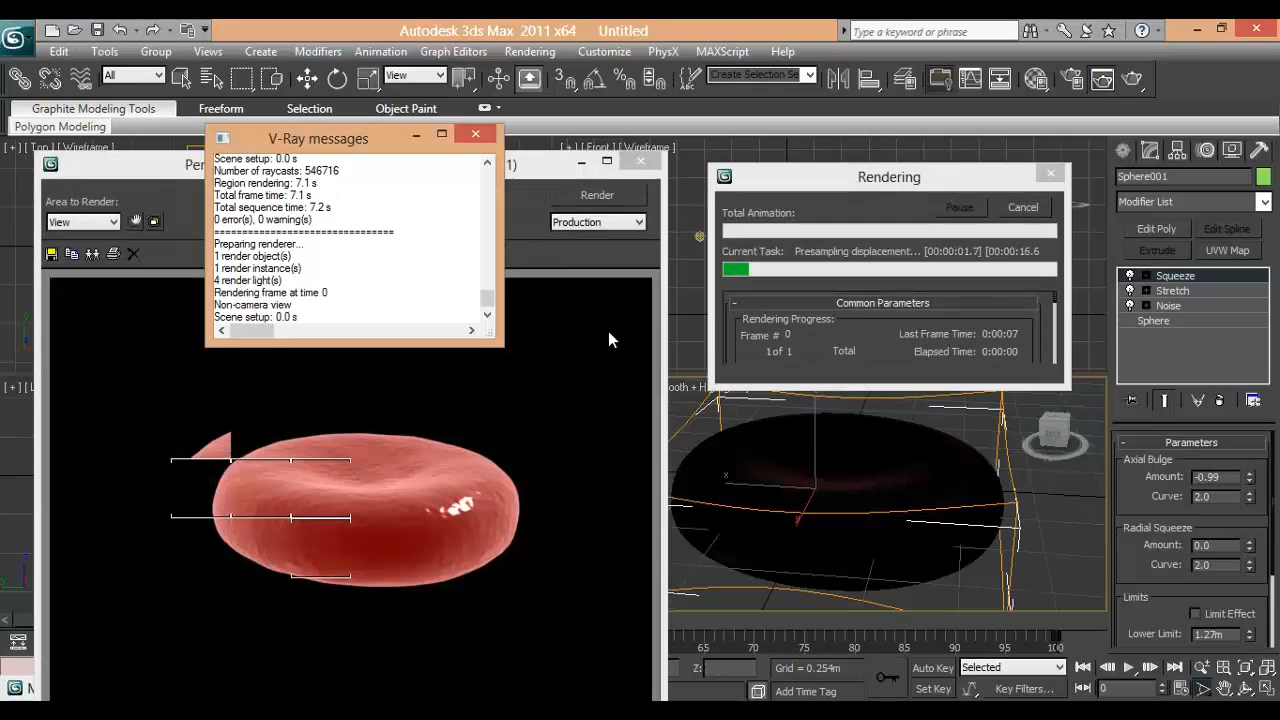 Autodesk 3ds Max 2011 x64 Untitled
Type a keyword or phrase
Edit Tools Group Views Create Modifiers Animation Graph Editors Rendering Customize PhysX MAXScript Help
All View Create Selection Se
Graphite Modeling Tools Freeform Selection Object Paint
Polygon Modeling
[+][Top][Wireframe] [+][Front][Wireframe]
V-Ray messages
Scene setup: 0.0 s
Number of raycasts: 546716
Region rendering: 7.1 s
Total frame time: 7.1 s
Total sequence time: 7.2 s
0 error(s), 0 warning(s)
==============================
Preparing renderer...
1 render object(s)
1 render instance(s)
4 render light(s)
Rendering frame at time 0
Non-camera view
Scene setup: 0.0 s
Per 1)
Area to Render:
View
Render
Production
Rendering
Total Animation:
Pause Cancel
Current Task: Presampling displacement... [00:00:01.7] [00:00:16.6
Common Parameters
Rendering Progress:
Frame # 0 Last Frame Time: 0:00:07
1 of 1 Total Elapsed Time: 0:00:00
Sphere001
Modifier List
Edit Poly Edit Spline
Extrude UVW Map
Squeeze
Stretch
Noise
Sphere
Parameters
Axial Bulge
Amount: -0.99
Curve: 2.0
Radial Squeeze
Amount: 0.0
Curve: 2.0
Limits
Limit Effect
Lower Limit: 1.27m
x
65 70 75 80 85 90 95 100
Z: Grid = 0.254m Auto Key Selected
Add Time Tag Set Key Key Filters... 0